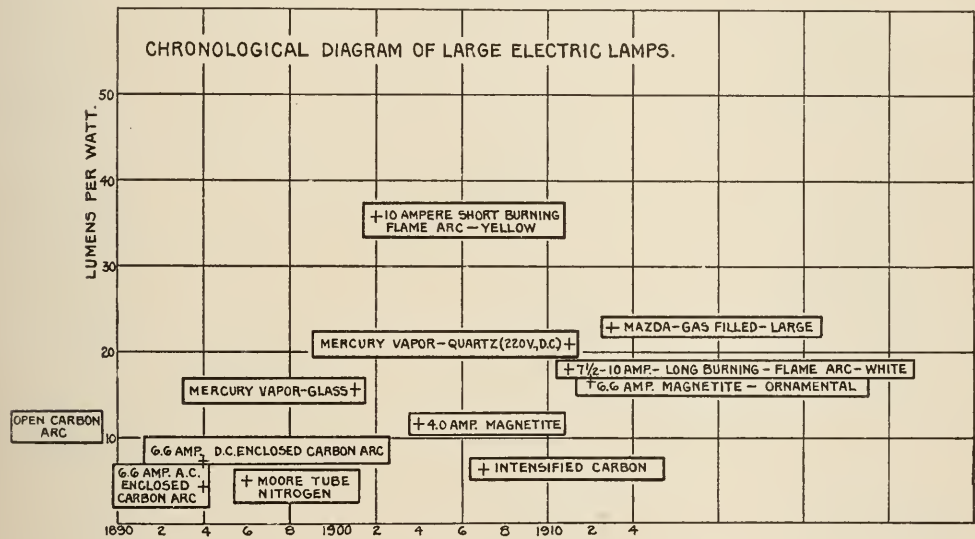 CHRONOLOGICAL DIAGRAM OF LARGE ELECTRIC LAMPS.
LUMENS PER WATT.
50
40
30
20
10
10 AMPERE SHORT BURNING
FLAME ARC - YELLOW
MAZDA-GAS FILLED-LARGE
MERCURY VAPOR-QUARTZ (220V., D.C.)
7 1/2-10 AMP.- LONG BURNING - FLAME ARC-WHITE
6.6 AMP. MAGNETITE - ORNAMENTAL
MERCURY VAPOR-GLASS
OPEN CARBON
ARC
4.0 AMP. MAGNETITE
6.6 AMP. D.C. ENCLOSED CARBON ARC
6.6 AMP. A.C.
ENCLOSED
CARBON ARC
MOORE TUBE
NITROGEN
INTENSIFIED CARBON
1890 2 4 6 8 1900 2 4 6 8 1910 2 4